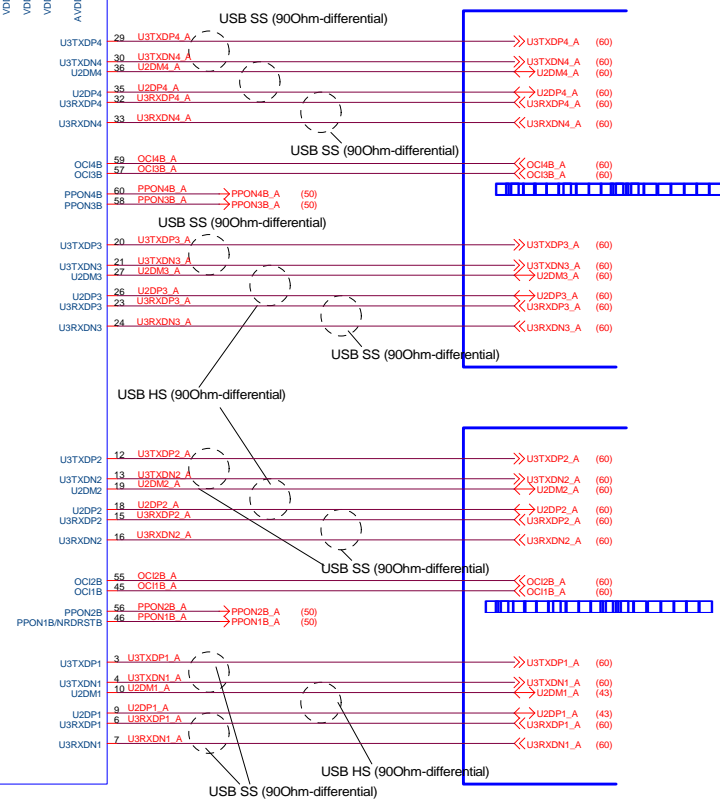 VDD
VDD
VDD
AVDD
USB SS (90Ohm-differential)
U3TXDP4 29 U3TXDP4_A U3TXDP4_A (60)
U3TXDN4 30 U3TXDN4_A U3TXDN4_A (60)
U2DM4 36 U2DM4_A U2DM4_A (60)
U2DP4 35 U2DP4_A U2DP4_A (60)
U3RXDP4 32 U3RXDP4_A U3RXDP4_A (60)
U3RXDN4 33 U3RXDN4_A U3RXDN4_A (60)
USB SS (90Ohm-differential)
OCI4B 59 OCI4B_A OCI4B_A (60)
OCI3B 57 OCI3B_A OCI3B_A (60)
PPON4B 60 PPON4B_A PPON4B_A (50)
PPON3B 58 PPON3B_A PPON3B_A (50)
USB SS (90Ohm-differential)
U3TXDP3 20 U3TXDP3_A U3TXDP3_A (60)
U3TXDN3 21 U3TXDN3_A U3TXDN3_A (60)
U2DM3 27 U2DM3_A U2DM3_A (60)
U2DP3 26 U2DP3_A U2DP3_A (60)
U3RXDP3 23 U3RXDP3_A U3RXDP3_A (60)
U3RXDN3 24 U3RXDN3_A U3RXDN3_A (60)
USB SS (90Ohm-differential)
USB HS (90Ohm-differential)
U3TXDP2 12 U3TXDP2_A U3TXDP2_A (60)
U3TXDN2 13 U3TXDN2_A U3TXDN2_A (60)
U2DM2 19 U2DM2_A U2DM2_A (60)
U2DP2 18 U2DP2_A U2DP2_A (60)
U3RXDP2 15 U3RXDP2_A U3RXDP2_A (60)
U3RXDN2 16 U3RXDN2_A U3RXDN2_A (60)
USB SS (90Ohm-differential)
OCI2B 55 OCI2B_A OCI2B_A (60)
OCI1B 45 OCI1B_A OCI1B_A (60)
PPON2B 56 PPON2B_A PPON2B_A (50)
PPON1B/NRDRSTB 46 PPON1B_A PPON1B_A (50)
U3TXDP1 3 U3TXDP1_A U3TXDP1_A (60)
U3TXDN1 4 U3TXDN1_A U3TXDN1_A (60)
U2DM1 10 U2DM1_A U2DM1_A (43)
U2DP1 9 U2DP1_A U2DP1_A (43)
U3RXDP1 6 U3RXDP1_A U3RXDP1_A (60)
U3RXDN1 7 U3RXDN1_A U3RXDN1_A (60)
USB HS (90Ohm-differential)
USB SS (90Ohm-differential)